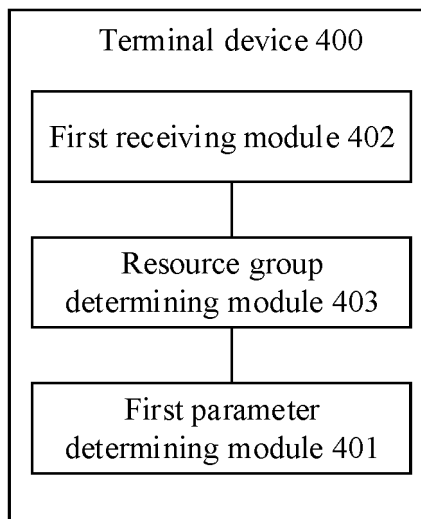 Terminal device 400
First receiving module 402
Resource group
determining module 403
First parameter
determining module 401